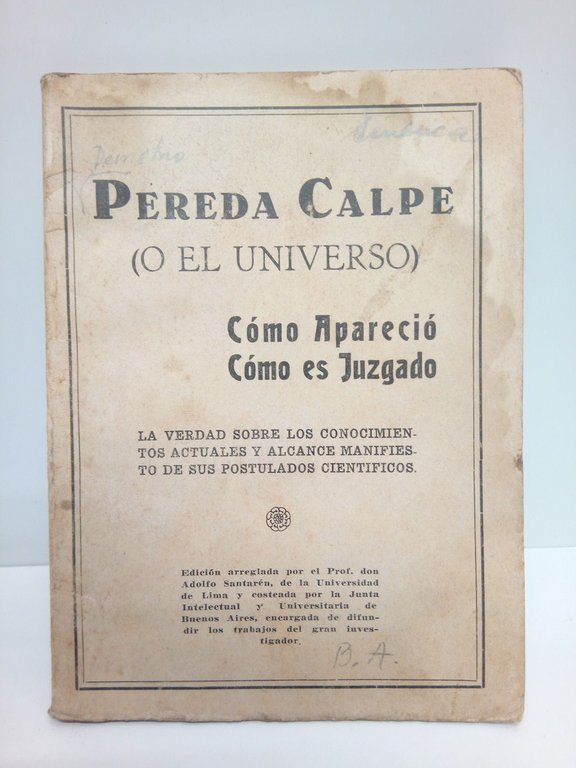 Demetrio
PEREDA CALPE
(O EL UNIVERSO)
Cómo Apareció
Cómo es Juzgado
LA VERDAD SOBRE LOS CONOCIMIEN-
TOS ACTUALES Y ALCANCE MANIFIES-
TO DE SUS POSTULADOS CIENTIFICOS.
Edición arreglada por el Prof. don
Adolfo Santarén, de la Universidad
de Lima y costeada por la Junta
Intelectual y Universitaria de
Buenos Aires, encargada de difun-
dir los trabajos del gran inves-
tigador.
B. A.